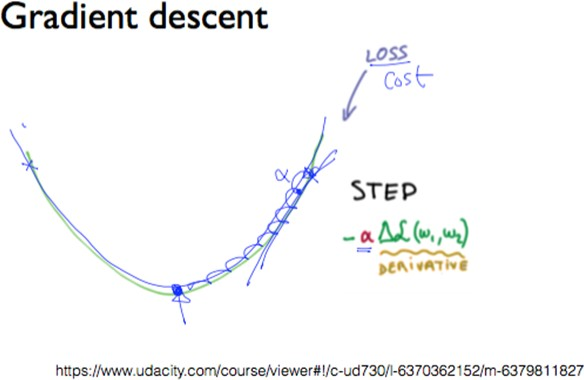 Gradient descent
LOSS
Cost
α
STEP
-α Δℒ(w₁,w₂)
DERIVATIVE
https://www.udacity.com/course/viewer#!/c-ud730/l-6370362152/m-6379811827